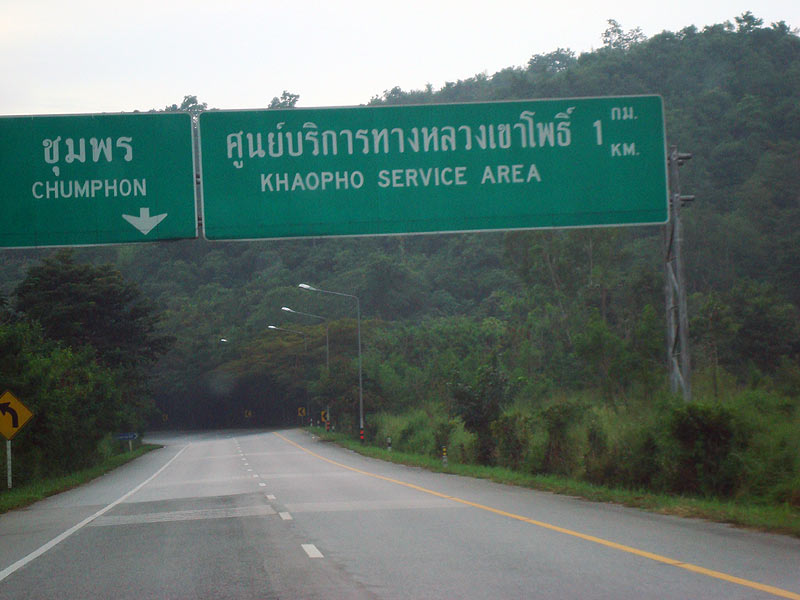 ชุมพร
CHUMPHON
ศูนย์บริการทางหลวงเขาโพธิ์ 1 กม.
KHAOPHO SERVICE AREA KM.